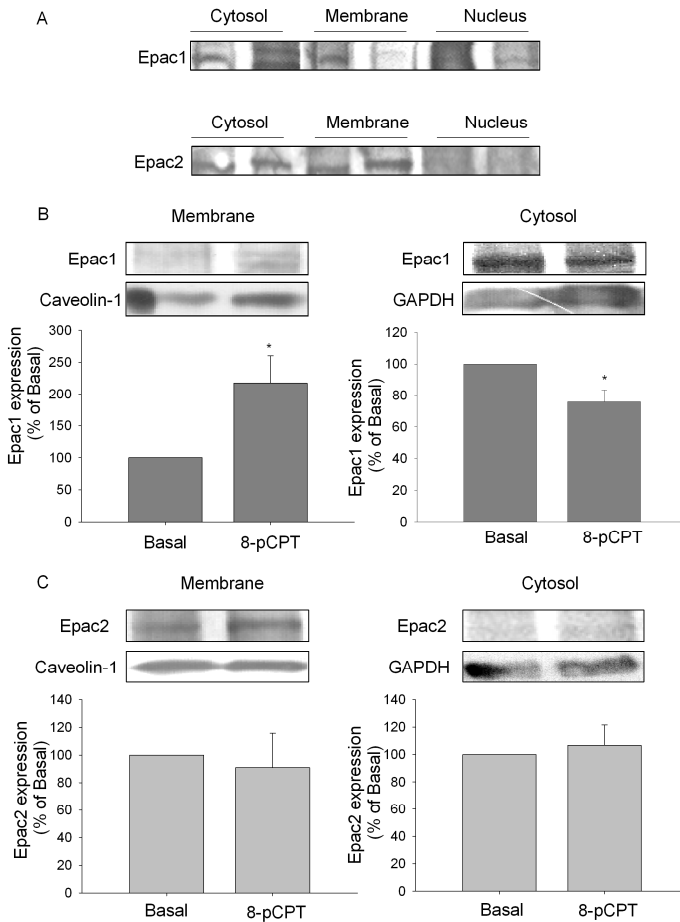 A
Cytosol Membrane Nucleus
Epac1
Cytosol Membrane Nucleus
Epac2
B
Membrane
Epac1
Caveolin-1
300
250
200
150
100
50
0
Epac1 expression
(% of Basal)
*
Basal 8-pCPT
Cytosol
Epac1
GAPDH
120
100
80
60
40
20
0
Epac1 expression
(% of Basal)
*
Basal 8-pCPT
C
Membrane
Epac2
Caveolin-1
140
120
100
80
60
40
20
0
Epac2 expression
(% of Basal)
Basal 8-pCPT
Cytosol
Epac2
GAPDH
140
120
100
80
60
40
20
0
Epac2 expression
(% of Basal)
Basal 8-pCPT